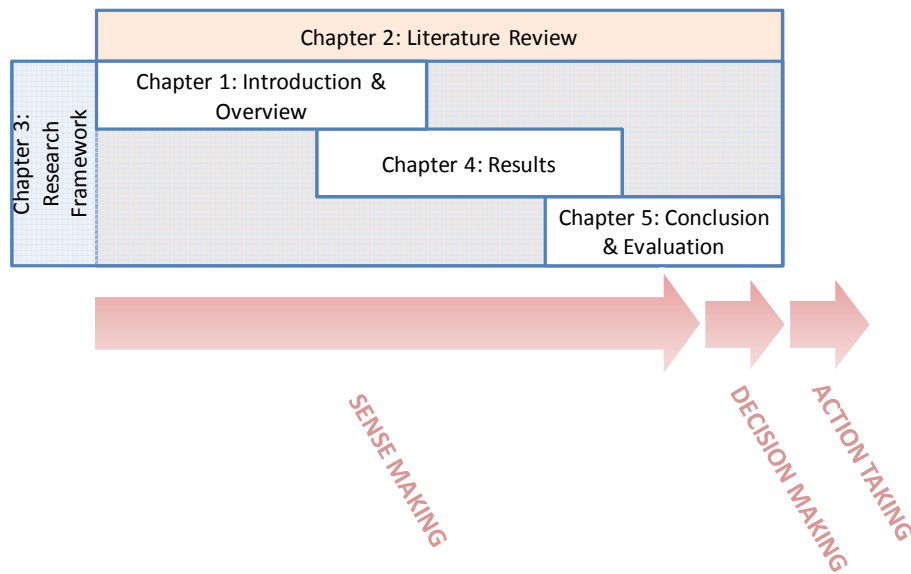 Chapter 2: Literature Review
Chapter 1: Introduction &
Overview
Chapter 3:
Research
Framework
Chapter 4: Results
Chapter 5: Conclusion
& Evaluation
SENSE MAKING
DECISION MAKING
ACTION TAKING